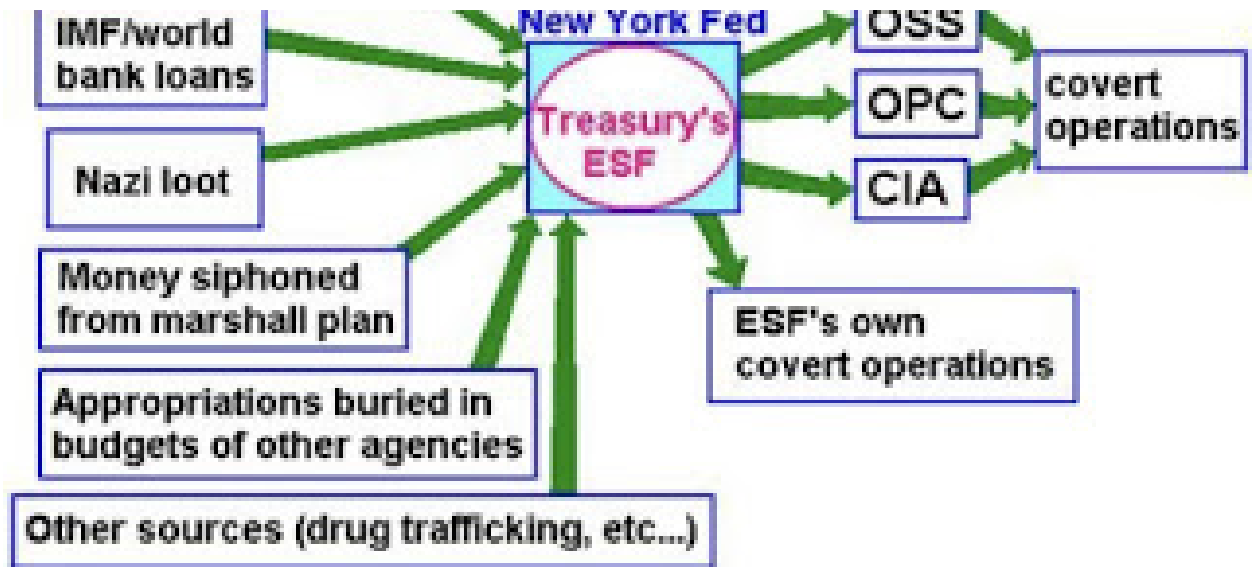 New York Fed
IMF/world
bank loans
OSS
covert
operations
Treasury's
ESF
OPC
Nazi loot
CIA
Money siphoned
from marshall plan
ESF's own
covert operations
Appropriations buried in
budgets of other agencies
Other sources (drug trafficking, etc...)